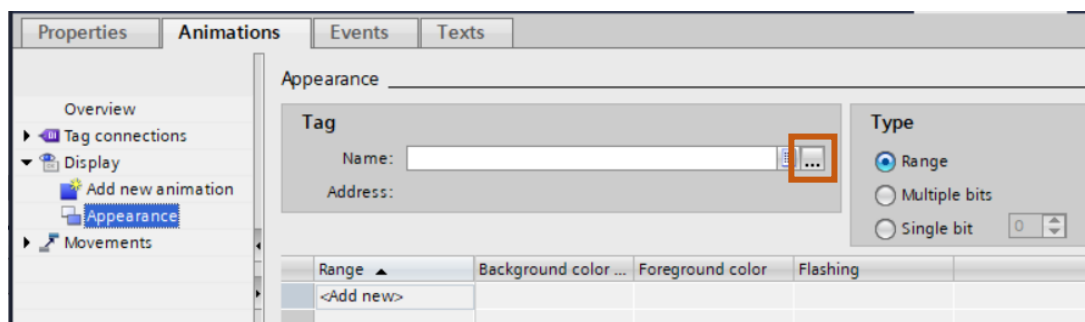 Properties Animations Events Texts
Appearance
Overview
Tag connections
Display
Add new animation
Appearance
Movements
Tag
Name:
...
Address:
Type
Range
Multiple bits
Single bit 0
Range Background color ... Foreground color Flashing
<Add new>